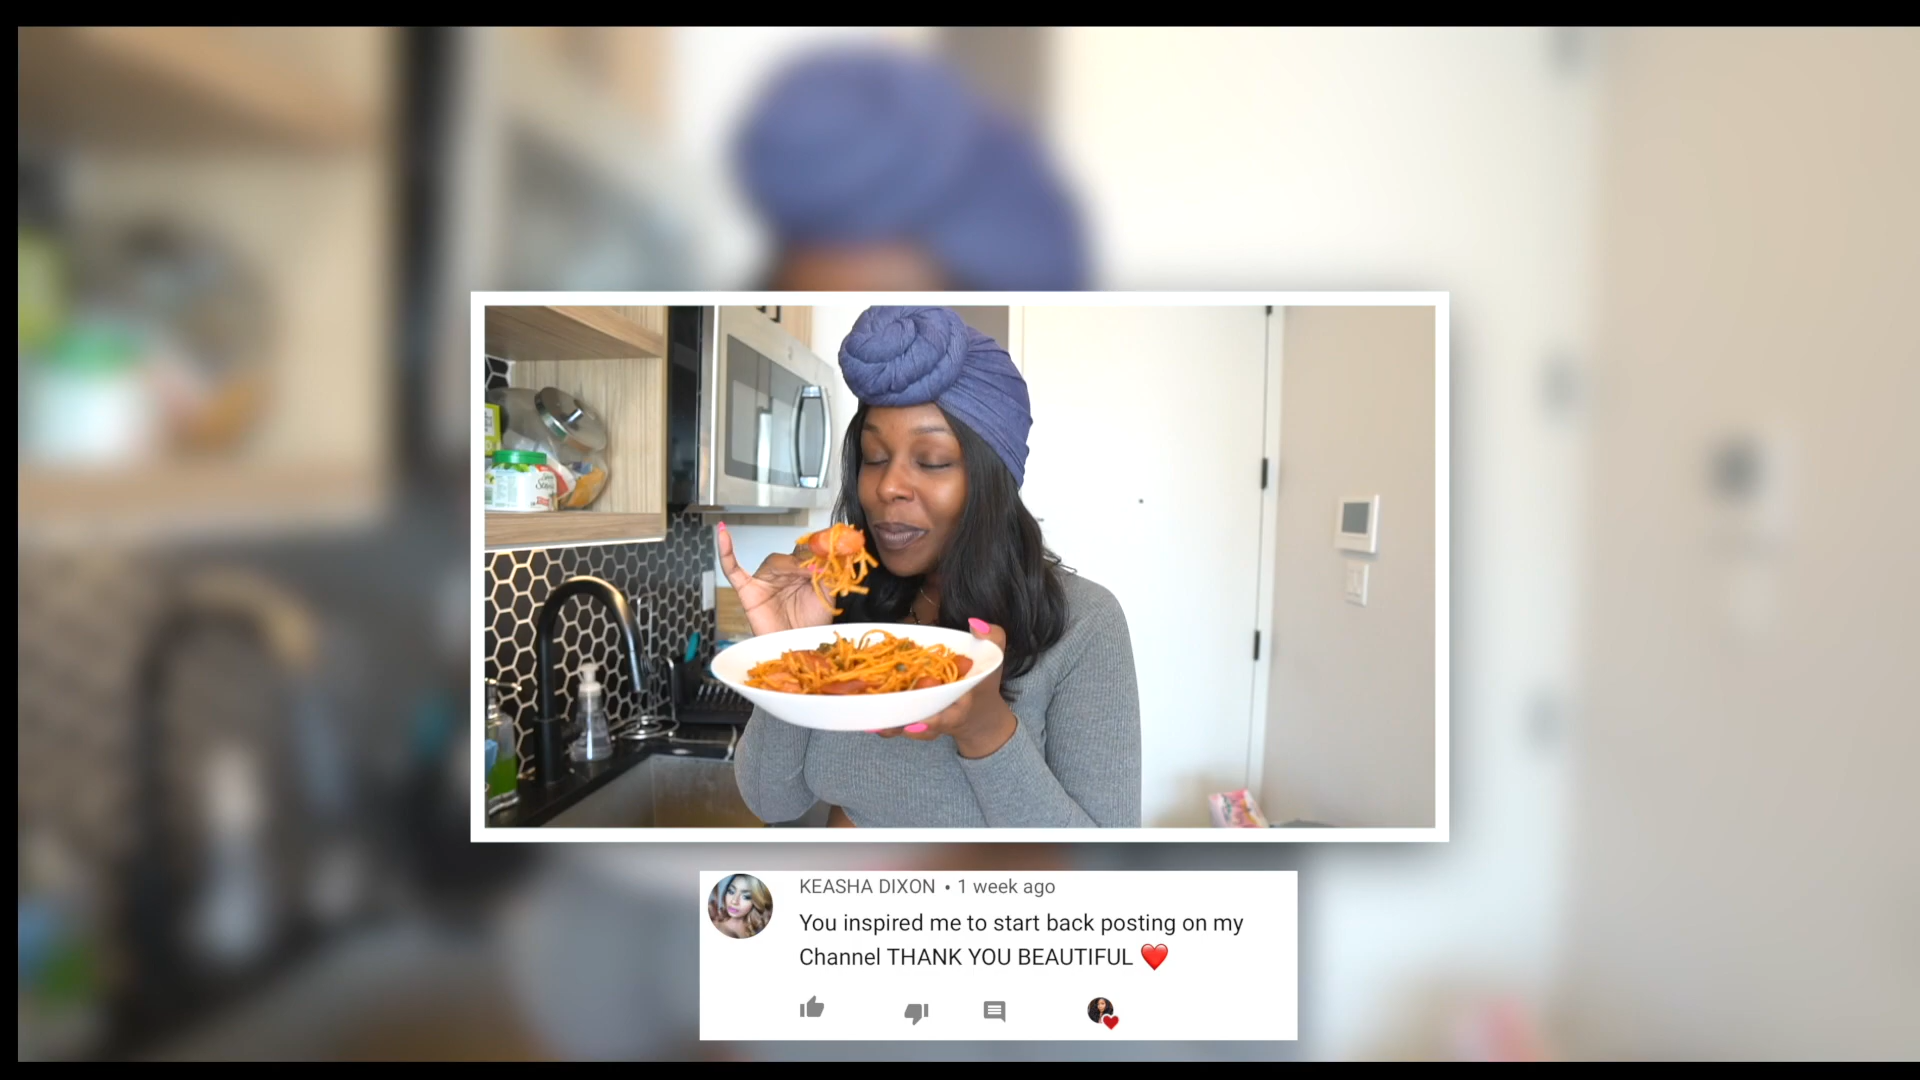 KEASHA DIXON • 1 week ago
You inspired me to start back posting on my
Channel THANK YOU BEAUTIFUL ❤️